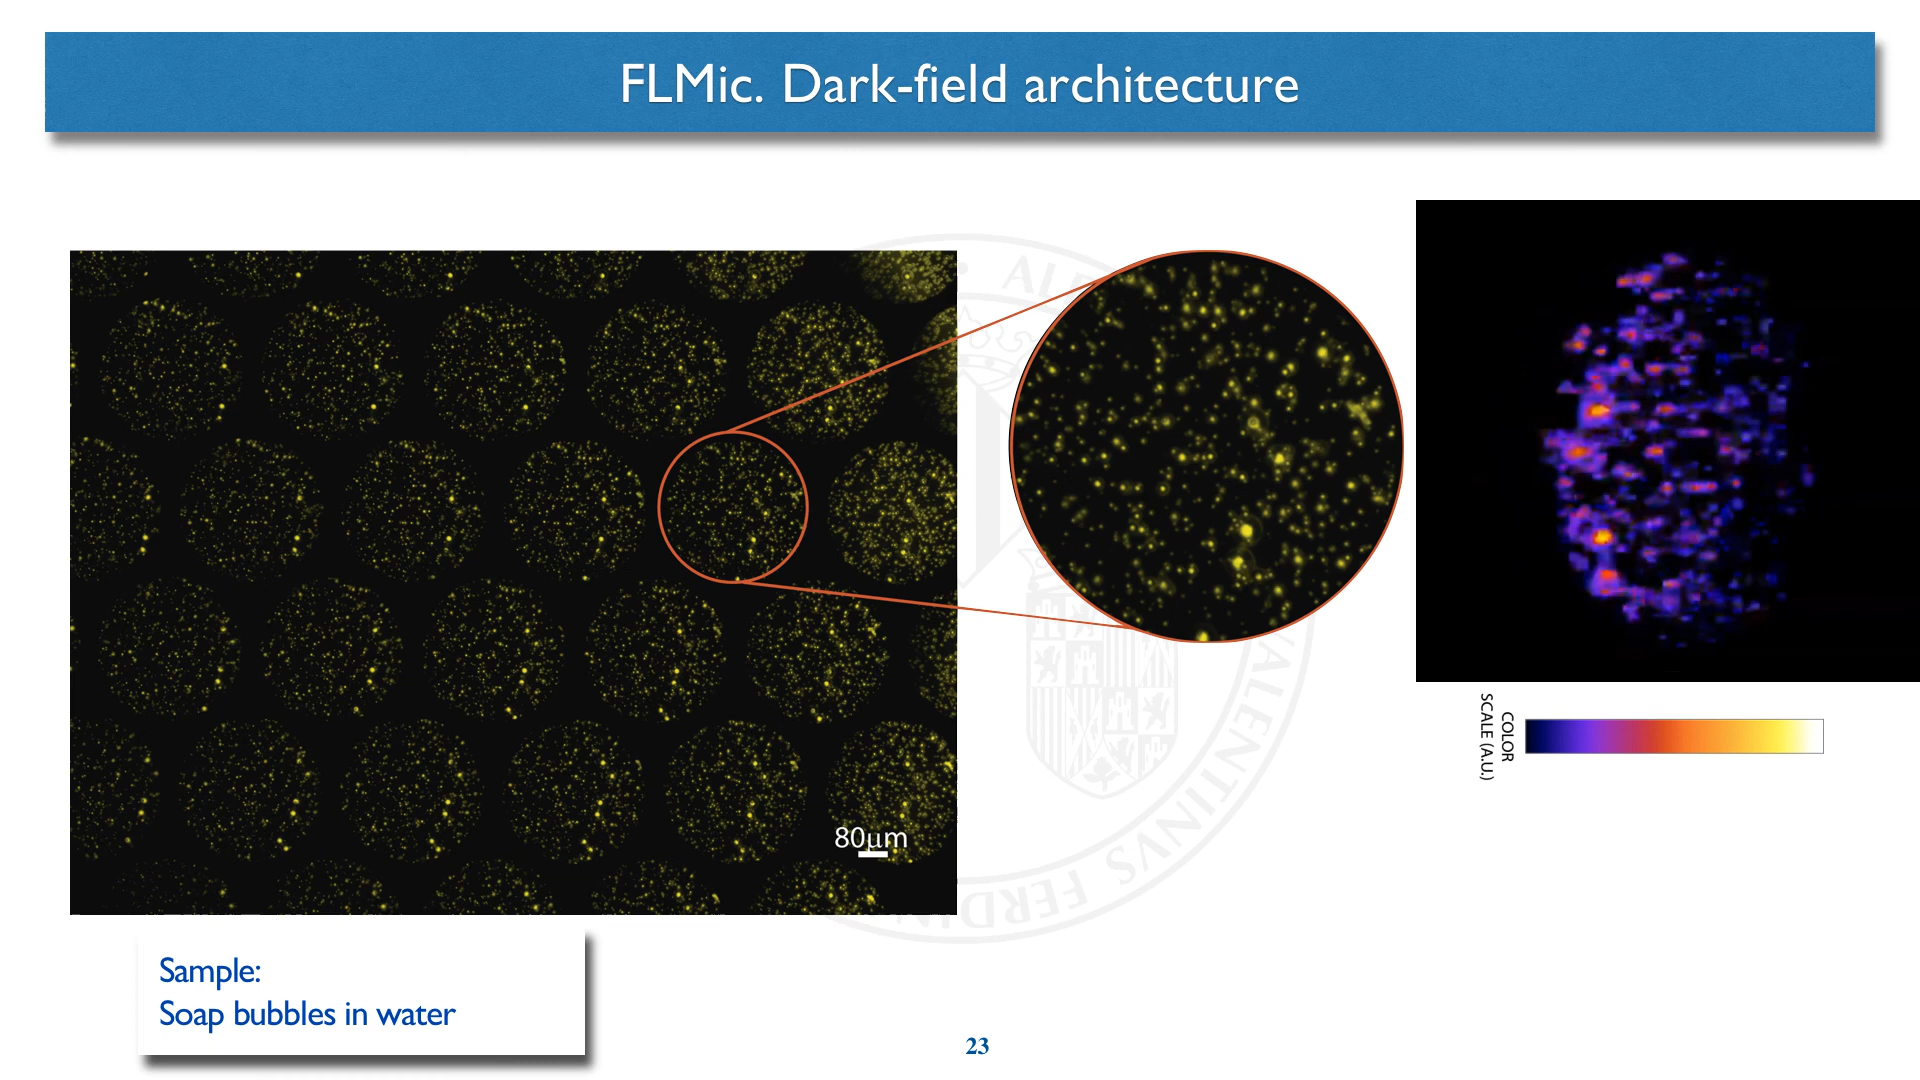 FLMic. Dark-field architecture
80µm
COLOR
SCALE (A.U.)
Sample:
Soap bubbles in water
23